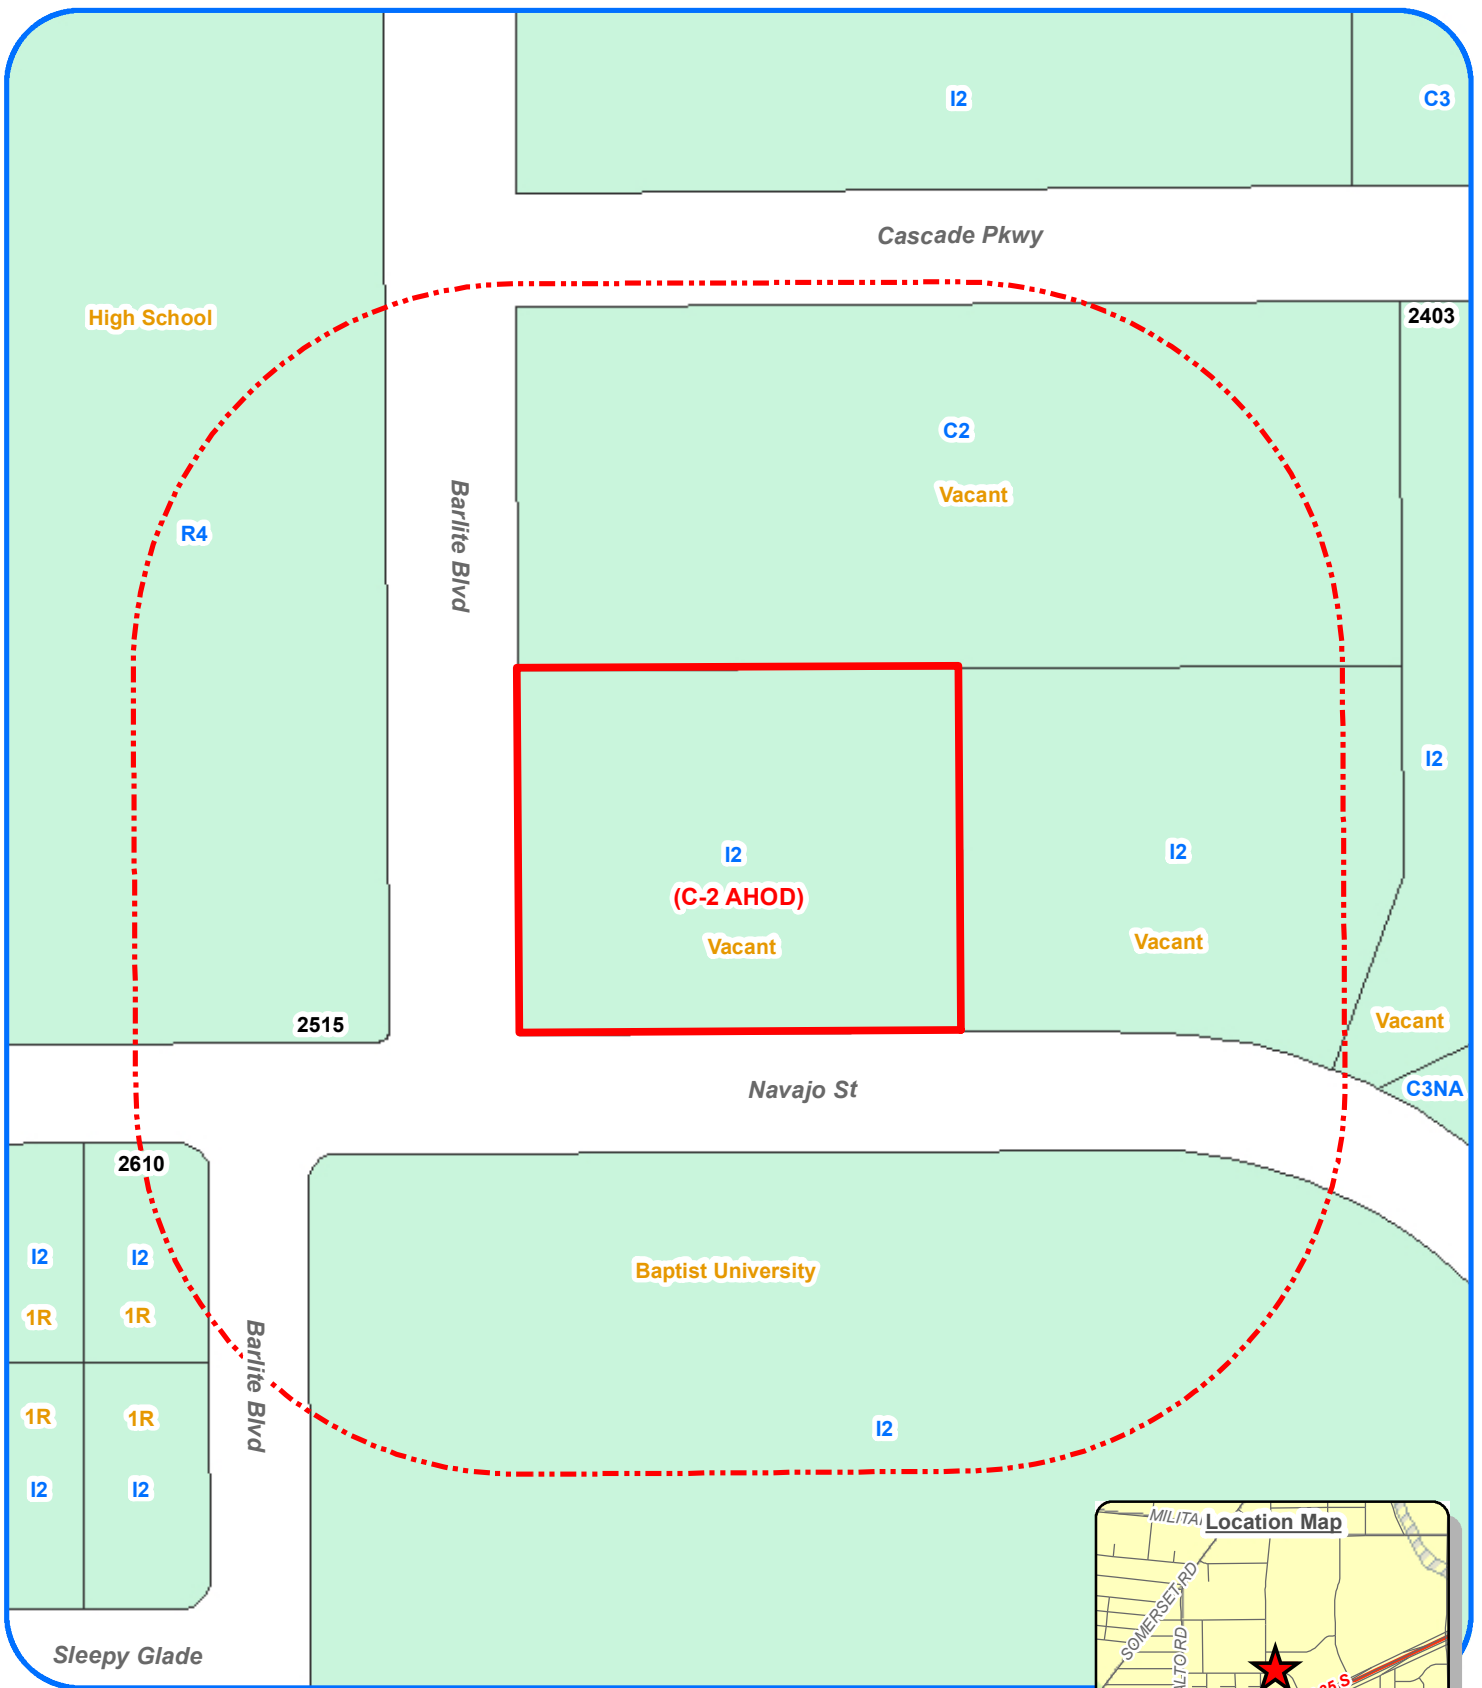 I2
C3
Cascade Pkwy
High School
2403
C2
Vacant
Barlite Blvd
R4
I2
I2
(C-2 AHOD)
Vacant
I2
Vacant
2515
Vacant
Navajo St
C3NA
2610
I2
I2
1R
1R
Baptist University
Barlite Blvd
1R
1R
I2
I2
I2
Sleepy Glade
Location Map
SOMERSET RD
35 S